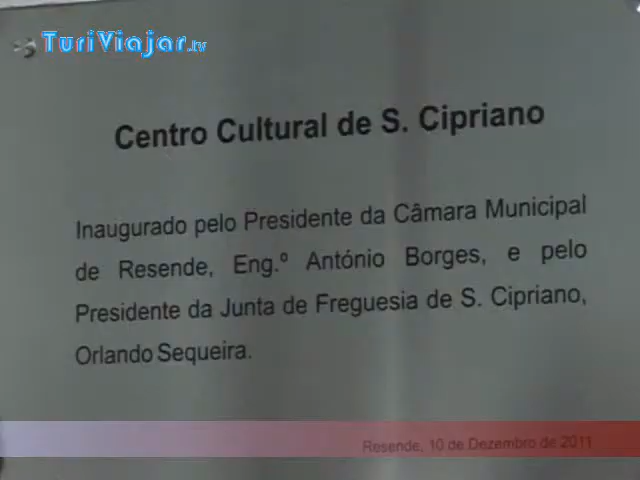 TuriViajar.tv
Centro Cultural de S. Cipriano
Inaugurado pelo Presidente da Câmara Municipal
de Resende, Eng.º António Borges, e pelo
Presidente da Junta de Freguesia de S. Cipriano,
Orlando Sequeira.
Resende, 10 de Dezembro de 2011